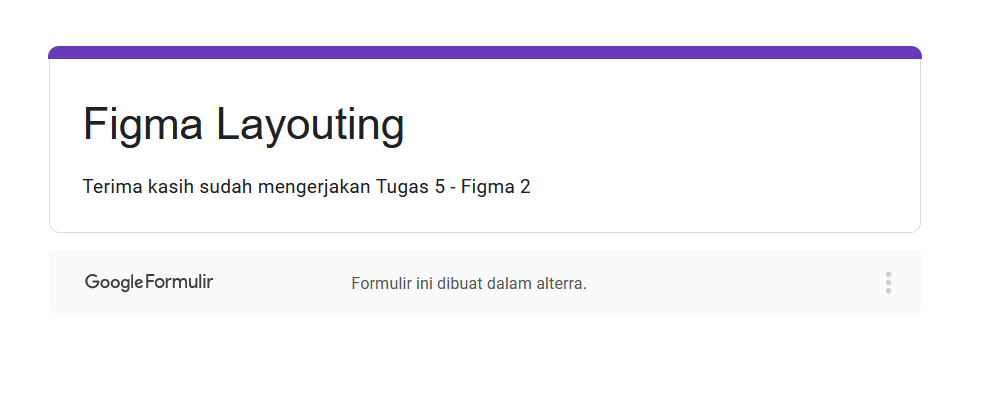 Figma Layouting
Terima kasih sudah mengerjakan Tugas 5 - Figma 2
Google Formulir
Formulir ini dibuat dalam alterra.